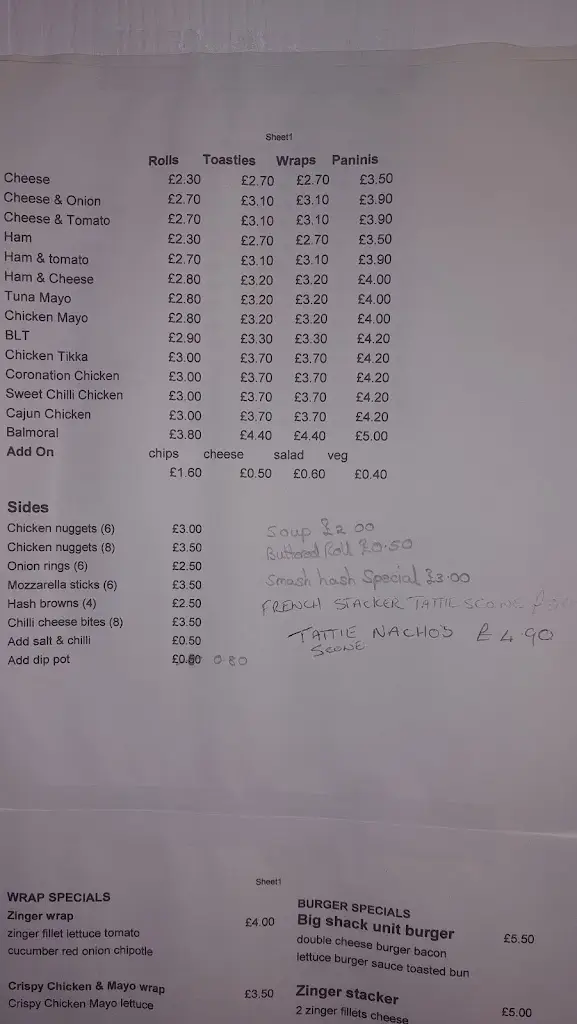 Sheet1
Rolls Toasties Wraps Paninis
Cheese £2.30 £2.70 £2.70 £3.50
Cheese & Onion £2.70 £3.10 £3.10 £3.90
Cheese & Tomato £2.70 £3.10 £3.10 £3.90
Ham £2.30 £2.70 £2.70 £3.50
Ham & tomato £2.70 £3.10 £3.10 £3.90
Ham & Cheese £2.80 £3.20 £3.20 £4.00
Tuna Mayo £2.80 £3.20 £3.20 £4.00
Chicken Mayo £2.80 £3.20 £3.20 £4.00
BLT £2.90 £3.30 £3.30 £4.20
Chicken Tikka £3.00 £3.70 £3.70 £4.20
Coronation Chicken £3.00 £3.70 £3.70 £4.20
Sweet Chilli Chicken £3.00 £3.70 £3.70 £4.20
Cajun Chicken £3.00 £3.70 £3.70 £4.20
Balmoral £3.80 £4.40 £4.40 £5.00
Add On chips cheese salad veg
£1.60 £0.50 £0.60 £0.40
Sides
Chicken nuggets (6) £3.00
Chicken nuggets (8) £3.50
Onion rings (6) £2.50
Mozzarella sticks (6) £3.50
Hash browns (4) £2.50
Chilli cheese bites (8) £3.50
Add salt & chilli £0.50
Add dip pot 0.80
Soup £2.00
Buttered Roll £0.50
Smash hash Special £3.00
FRENCH STACKER TATTIE SCONE
TATTIE NACHO'S £4.90
SCONE
Sheet1
WRAP SPECIALS
Zinger wrap £4.00
zinger fillet lettuce tomato
cucumber red onion chipotle
Crispy Chicken & Mayo wrap £3.50
Crispy Chicken Mayo lettuce
BURGER SPECIALS
Big shack unit burger £5.50
double cheese burger bacon
lettuce burger sauce toasted bun
Zinger stacker £5.00
2 zinger fillets cheese